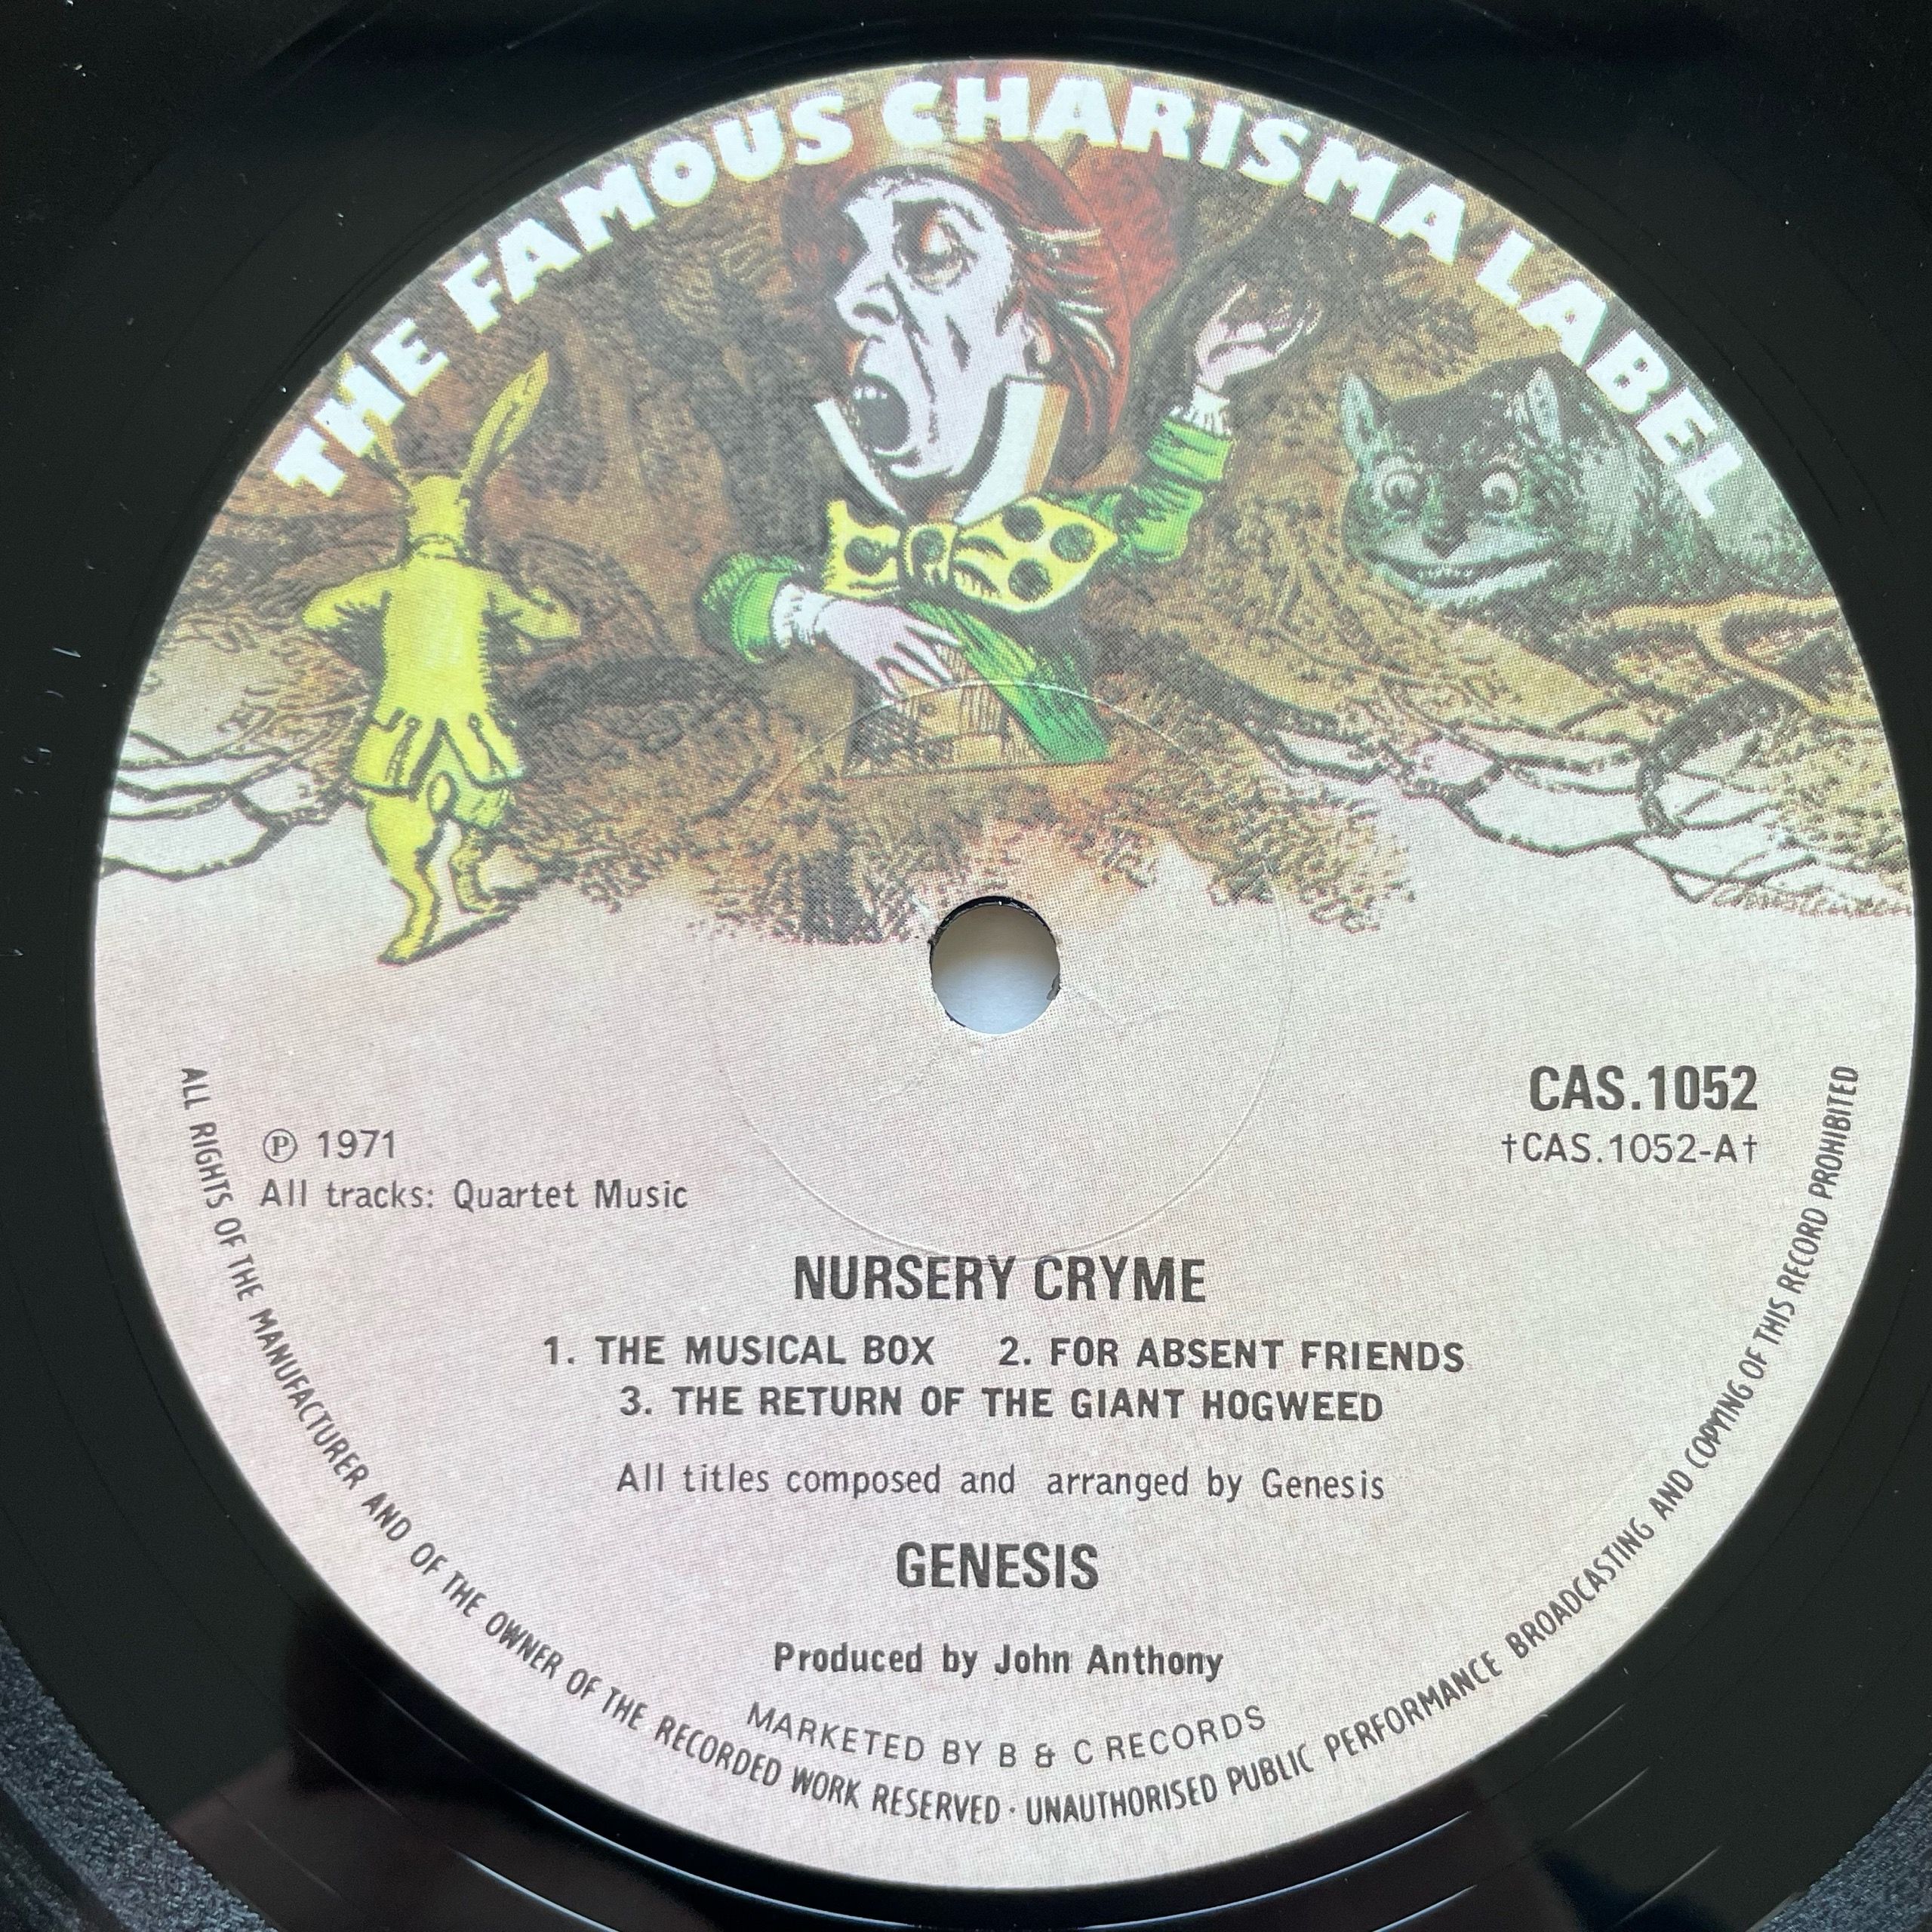 THE FAMOUS CHARISMA LABEL
CAS.1052
†CAS.1052-A†
Ⓟ 1971
All tracks: Quartet Music
NURSERY CRYME
1. THE MUSICAL BOX 2. FOR ABSENT FRIENDS
3. THE RETURN OF THE GIANT HOGWEED
All titles composed and arranged by Genesis
GENESIS
Produced by John Anthony
MARKETED BY B & C RECORDS
ALL RIGHTS OF THE MANUFACTURER AND OF THE OWNER OF THE RECORDED WORK RESERVED · UNAUTHORISED PUBLIC PERFORMANCE BROADCASTING AND COPYING OF THIS RECORD PROHIBITED